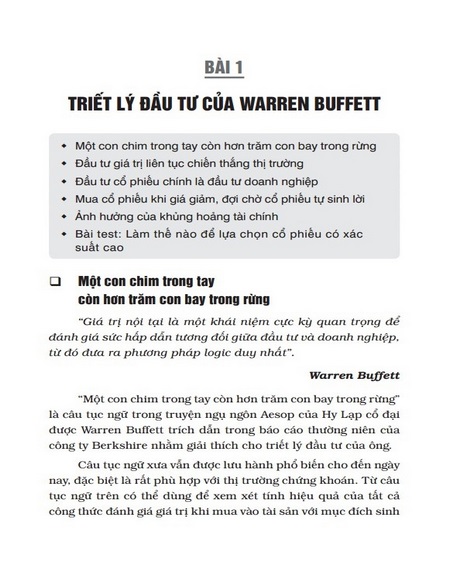 BÀI 1
TRIẾT LÝ ĐẦU TƯ CỦA WARREN BUFFETT
◆ Một con chim trong tay còn hơn trăm con bay trong rừng
◆ Đầu tư giá trị liên tục chiến thắng thị trường
◆ Đầu tư cổ phiếu chính là đầu tư doanh nghiệp
◆ Mua cổ phiếu khi giá giảm, đợi chờ cổ phiếu tự sinh lời
◆ Ảnh hưởng của khủng hoảng tài chính
◆ Bài test: Làm thế nào để lựa chọn cổ phiếu có xác
suất cao
❑ Một con chim trong tay
còn hơn trăm con bay trong rừng
“Giá trị nội tại là một khái niệm cực kỳ quan trọng để
đánh giá sức hấp dẫn tương đối giữa đầu tư và doanh nghiệp,
từ đó đưa ra phương pháp logic duy nhất”.
Warren Buffett
“Một con chim trong tay còn hơn trăm con bay trong rừng”
là câu tục ngữ trong truyện ngụ ngôn Aesop của Hy Lạp cổ đại
được Warren Buffett trích dẫn trong báo cáo thường niên của
công ty Berkshire nhằm giải thích cho triết lý đầu tư của ông.
Câu tục ngữ xưa vẫn được lưu hành phổ biến cho đến ngày
nay, đặc biệt là rất phù hợp với thị trường chứng khoán. Từ câu
tục ngữ trên có thể dùng để xem xét tính hiệu quả của tất cả
công thức đánh giá giá trị khi mua vào tài sản với mục đích sinh